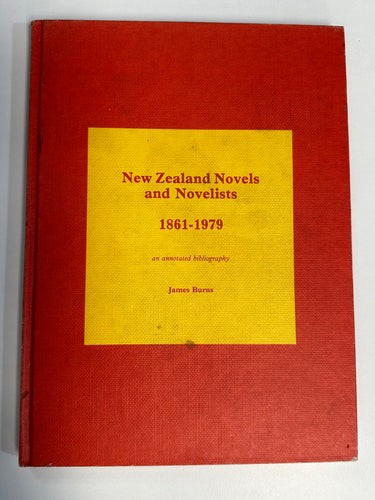 New Zealand Novels
and Novelists
1861-1979
an annotated bibliography
James Burns